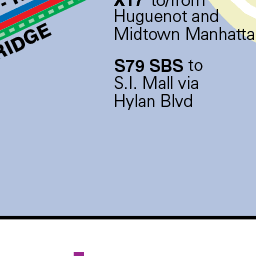 X17 to/from
Huguenot and
Midtown Manhatta
RIDGE
S79 SBS to
S.I. Mall via
Hylan Blvd